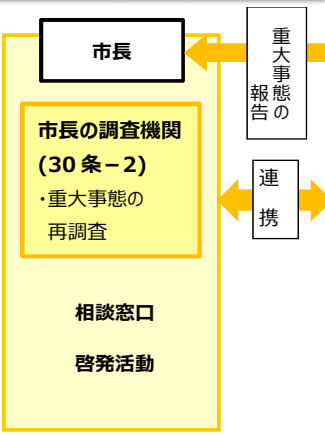 市長
市長の調査機関
(30条－2)
・重大事態の
再調査
相談窓口
啓発活動
重大事態の
報告
連携